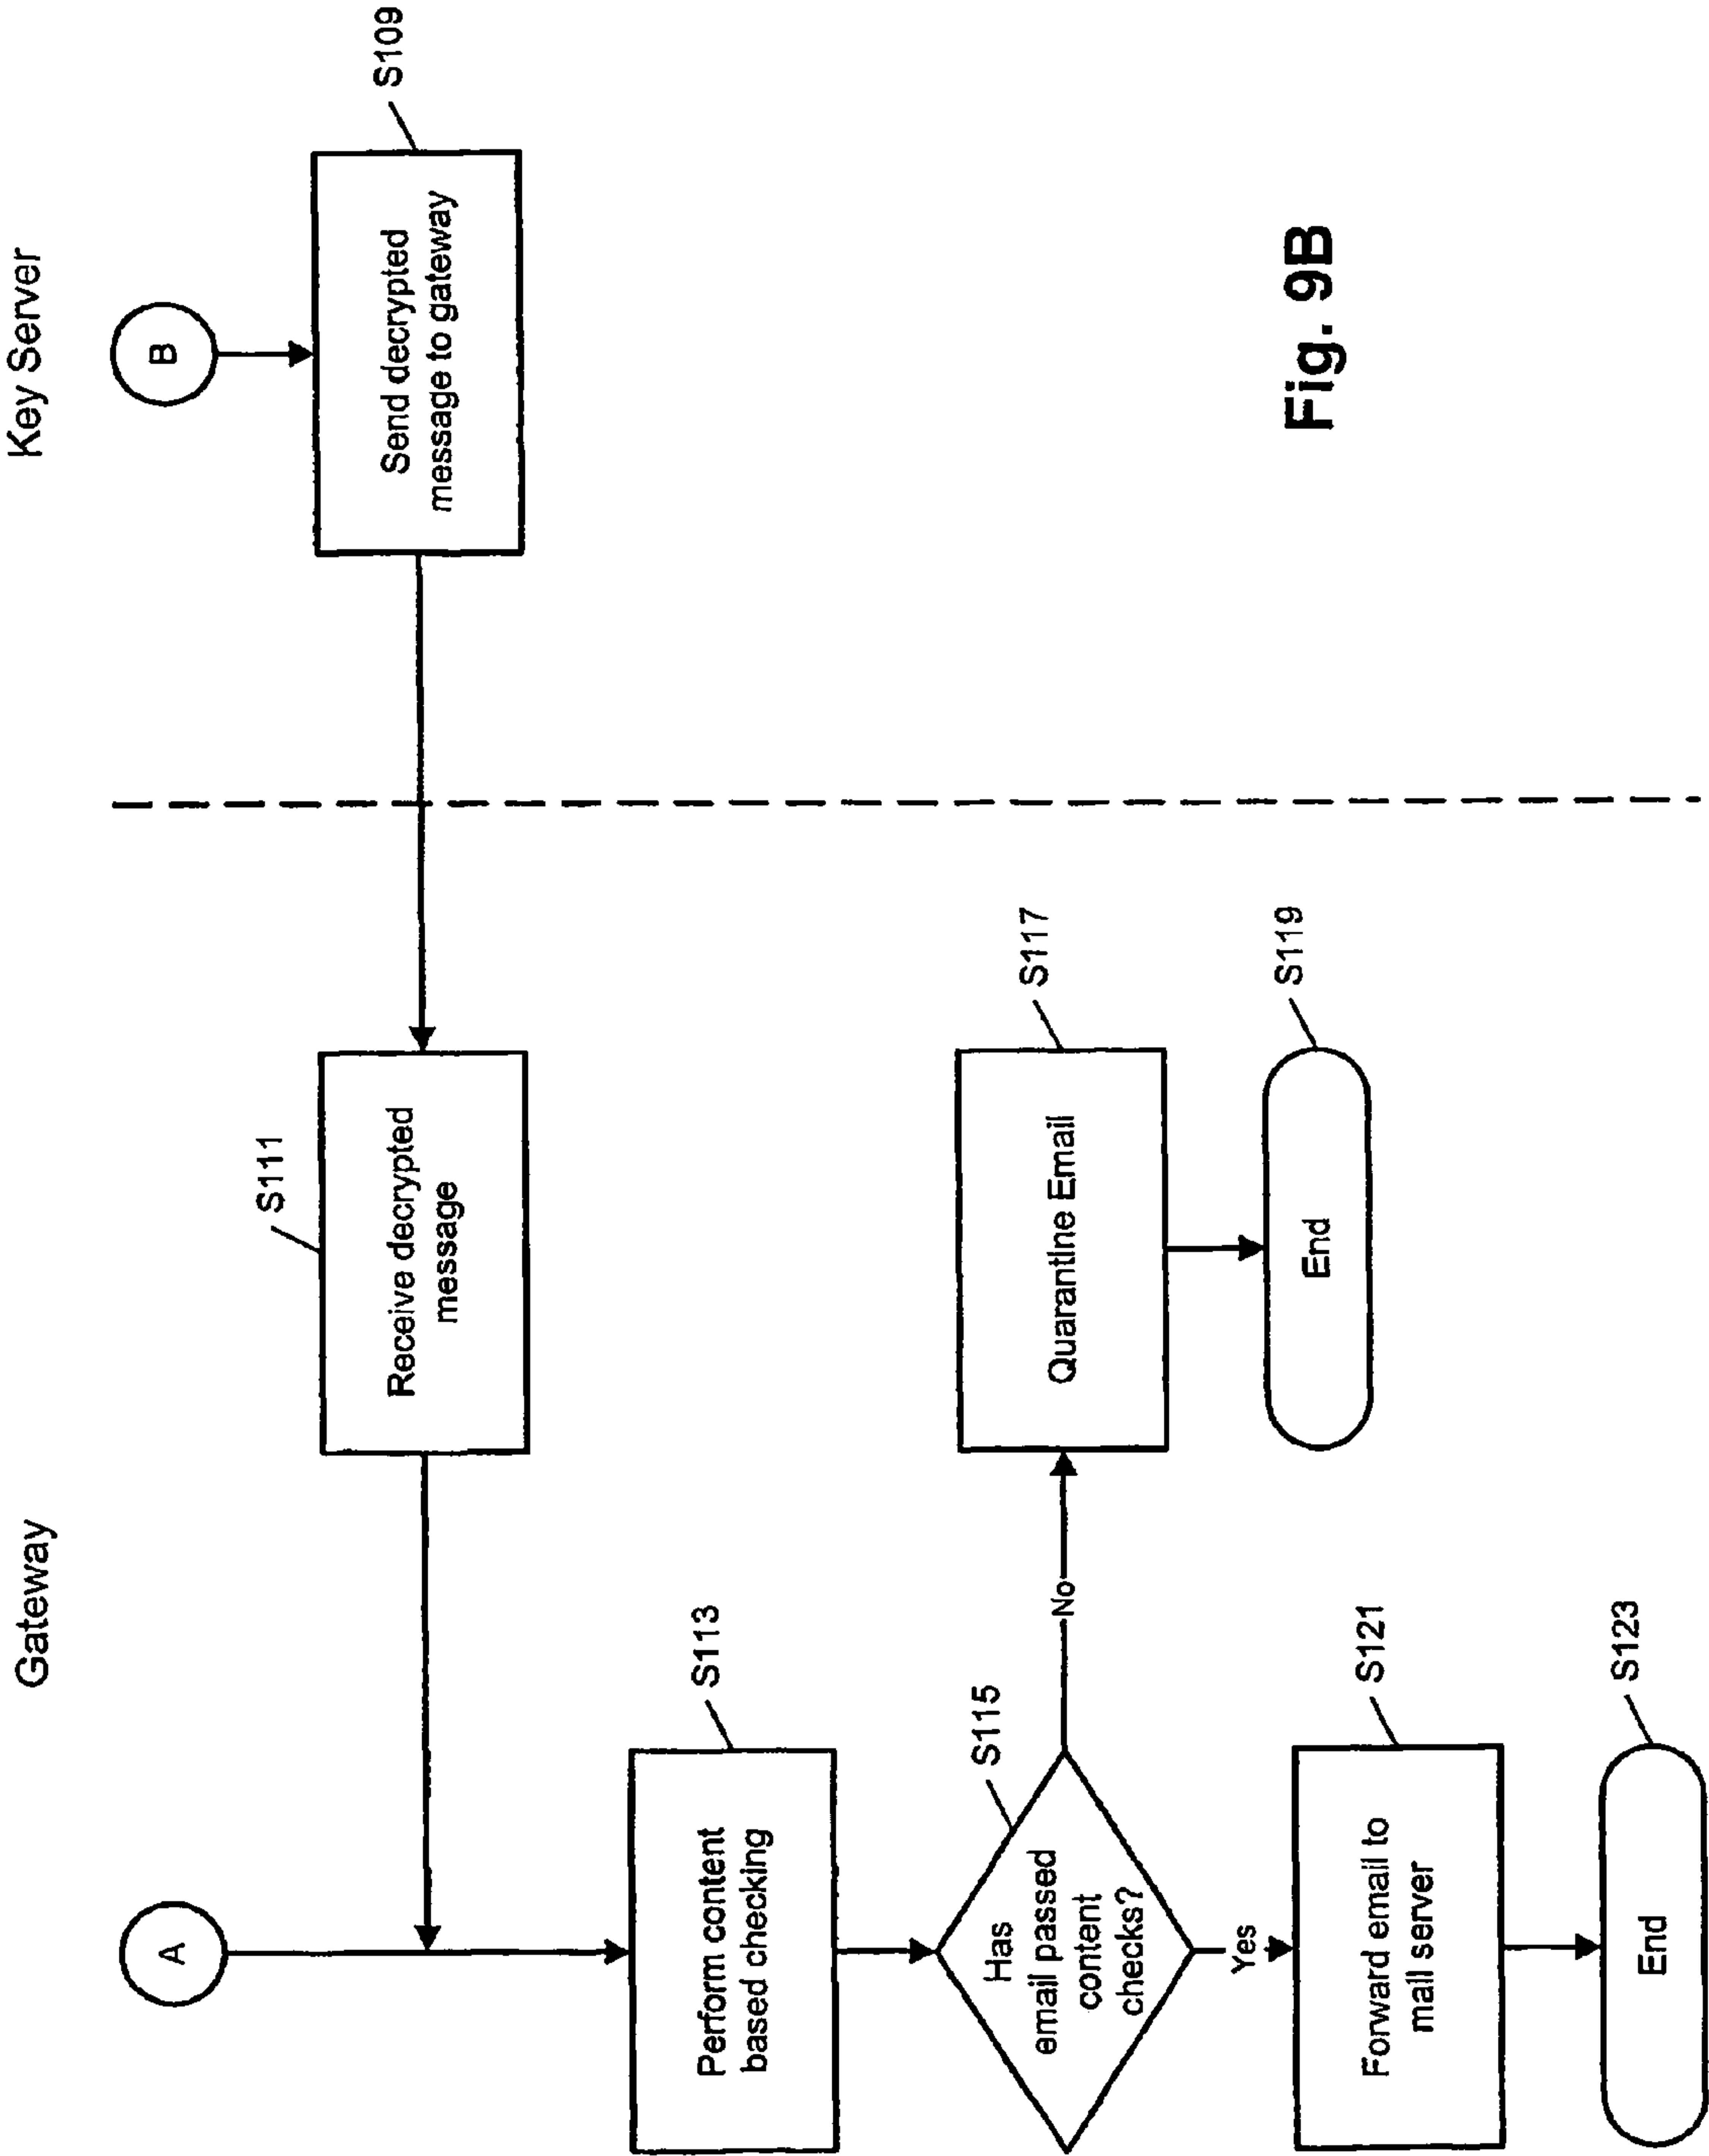 Gateway
Key Server
A
B
S111
Receive decrypted
message
S109
Send decrypted
message to gateway
S113
Perform content
based checking
S115
Has
email passed
content
checks?
No
S117
Quarantine Email
S119
End
Yes
S121
Forward email to
mail server
S123
End
Fig. 9B